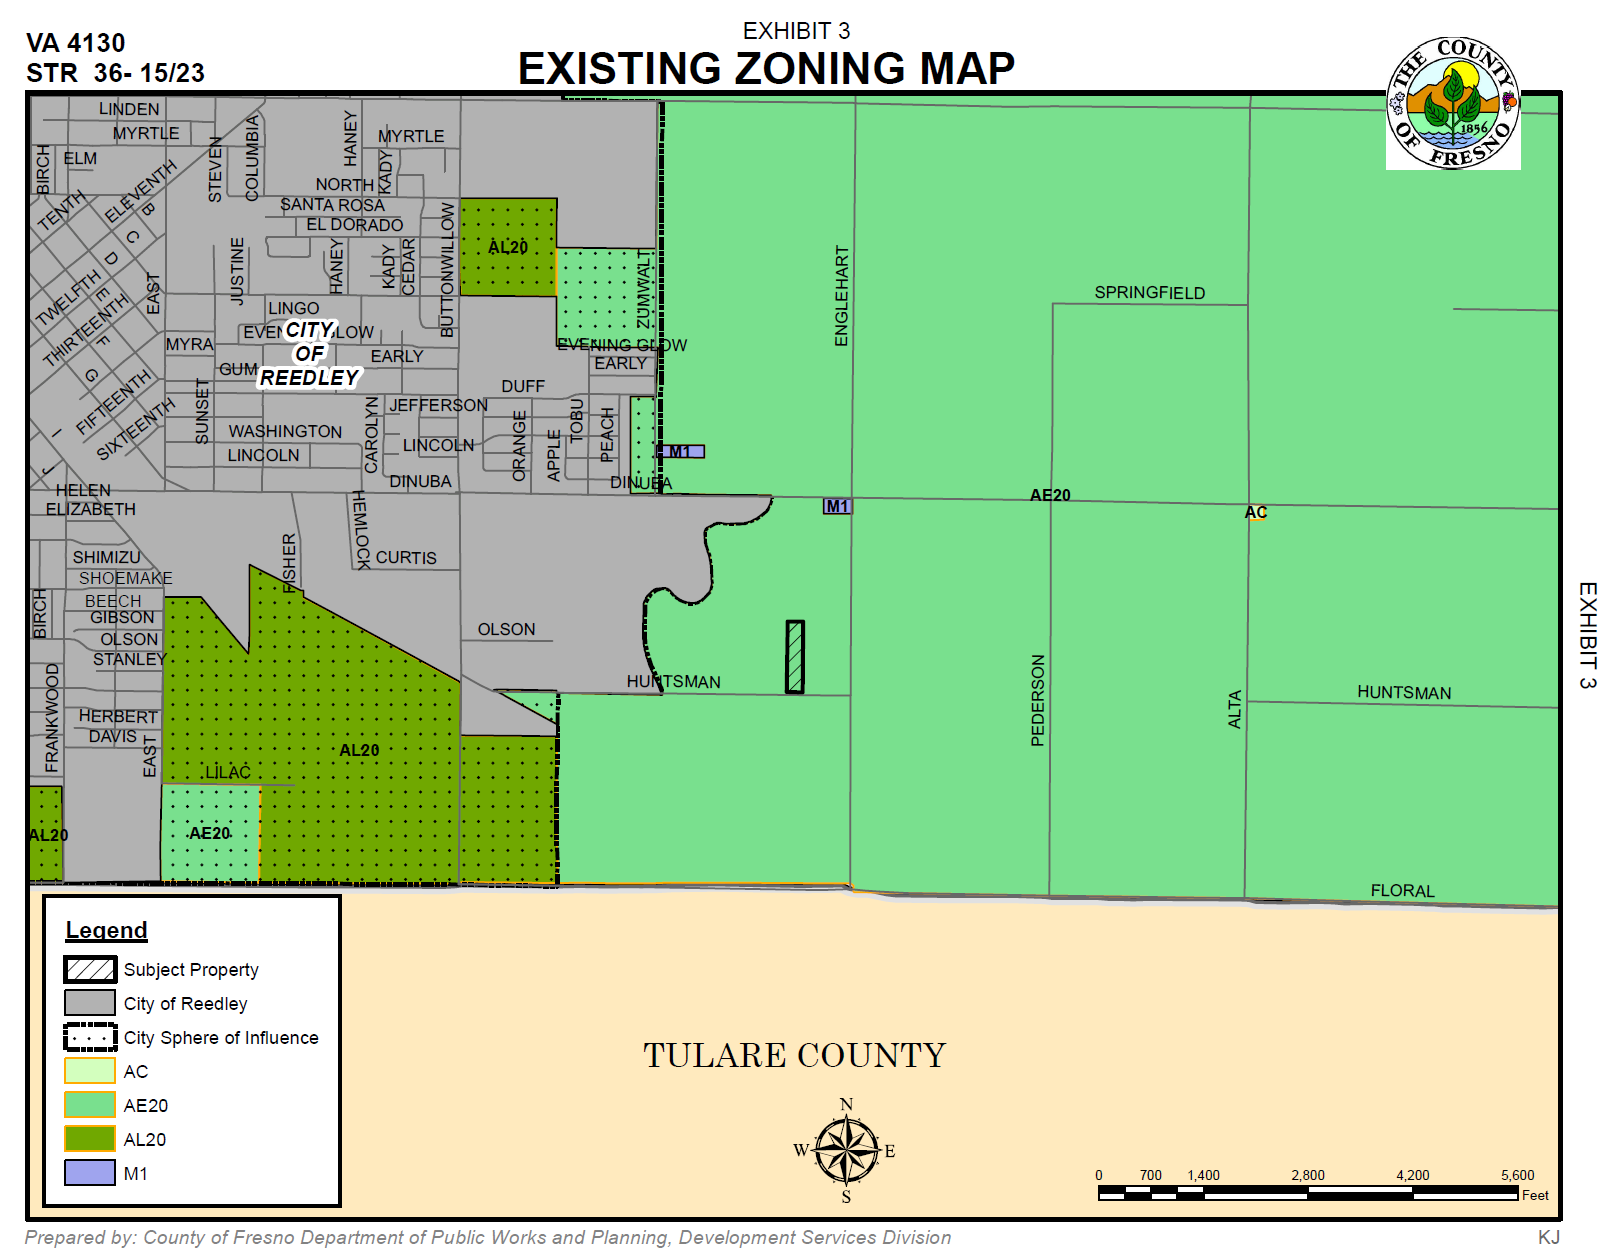 EXHIBIT 3
VA 4130
EXISTING ZONING MAP
STR 36- 15/23
THE COUNTY OF FRESNO
1856
LINDEN
MYRTLE
HANEY
MYRTLE
BIRCH
ELM
STEVEN
COLUMBIA
KADY
NORTH
TENTH
ELEVENTH
B
SANTA ROSA
EL DORADO
C
D
JUSTINE
HANEY
KADY
CEDAR
BUTTONWILLOW
AL20
ZUMWALT
ENGLEHART
SPRINGFIELD
TWELFTH
E
EAST
THIRTEENTH
F
LINGO
EVENING GLOW
CITY
OF
REEDLEY
MYRA
EARLY
GUM
EVENING GLOW
EARLY
G
FIFTEENTH
SIXTEENTH
SUNSET
DUFF
JEFFERSON
CAROLYN
ORANGE
APPLE
TOBU
PEACH
I
WASHINGTON
LINCOLN
LINCOLN
M1
J
DINUBA
DINUBA
HELEN
ELIZABETH
HEMLOCK
M1
AE20
AC
SHIMIZU
FISHER
CURTIS
SHOEMAKE
BEECH
BIRCH
GIBSON
OLSON
OLSON
STANLEY
FRANKWOOD
HUNTSMAN
PEDERSON
ALTA
HUNTSMAN
EXHIBIT 3
HERBERT
DAVIS
EAST
AL20
LILAC
AL20
AE20
FLORAL
Legend
Subject Property
City of Reedley
City Sphere of Influence
AC
AE20
AL20
M1
TULARE COUNTY
N
W E
S
0 700 1,400 2,800 4,200 5,600
Feet
Prepared by: County of Fresno Department of Public Works and Planning, Development Services Division
KJ